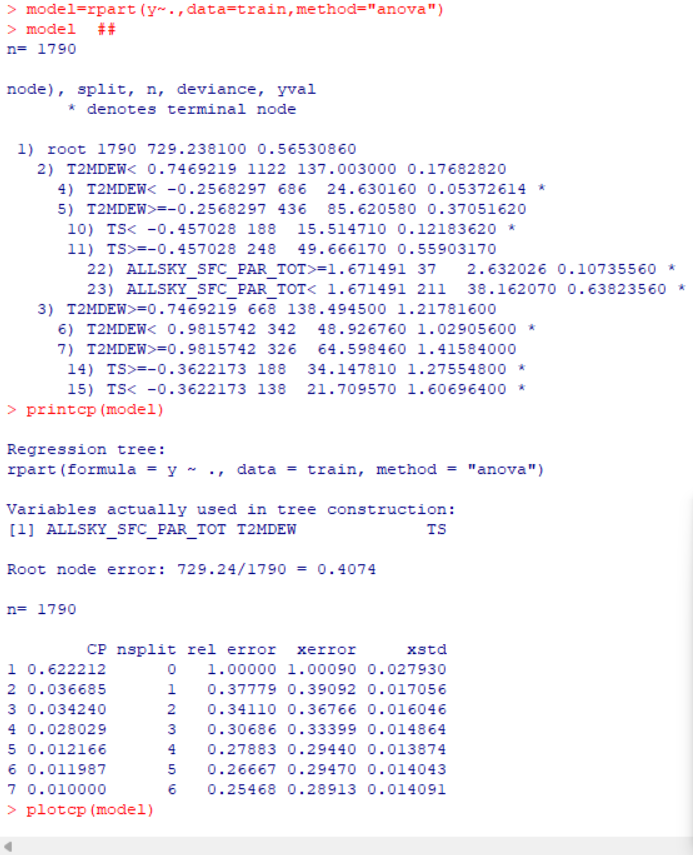 > model=rpart(y~.,data=train,method="anova")
> model  ##
n= 1790

node), split, n, deviance, yval
      * denotes terminal node

 1) root 1790 729.238100 0.56530860
   2) T2MDEW< 0.7469219 1122 137.003000 0.17682820
     4) T2MDEW< -0.2568297 686  24.630160 0.05372614 *
     5) T2MDEW>=-0.2568297 436  85.620580 0.37051620
      10) TS< -0.457028 188  15.514710 0.12183620 *
      11) TS>=-0.457028 248  49.666170 0.55903170
        22) ALLSKY_SFC_PAR_TOT>=1.671491 37   2.632026 0.10735560 *
        23) ALLSKY_SFC_PAR_TOT< 1.671491 211  38.162070 0.63823560 *
   3) T2MDEW>=0.7469219 668 138.494500 1.21781600
     6) T2MDEW< 0.9815742 342  48.926760 1.02905600 *
     7) T2MDEW>=0.9815742 326  64.598460 1.41584000
      14) TS>=-0.3622173 188  34.147810 1.27554800 *
      15) TS< -0.3622173 138  21.709570 1.60696400 *
> printcp(model)

Regression tree:
rpart(formula = y ~ ., data = train, method = "anova")

Variables actually used in tree construction:
[1] ALLSKY_SFC_PAR_TOT T2MDEW             TS

Root node error: 729.24/1790 = 0.4074

n= 1790

        CP nsplit rel error  xerror     xstd
1 0.622212      0   1.00000 1.00090 0.027930
2 0.036685      1   0.37779 0.39092 0.017056
3 0.034240      2   0.34110 0.36766 0.016046
4 0.028029      3   0.30686 0.33399 0.014864
5 0.012166      4   0.27883 0.29440 0.013874
6 0.011987      5   0.26667 0.29470 0.014043
7 0.010000      6   0.25468 0.28913 0.014091
> plotcp(model)